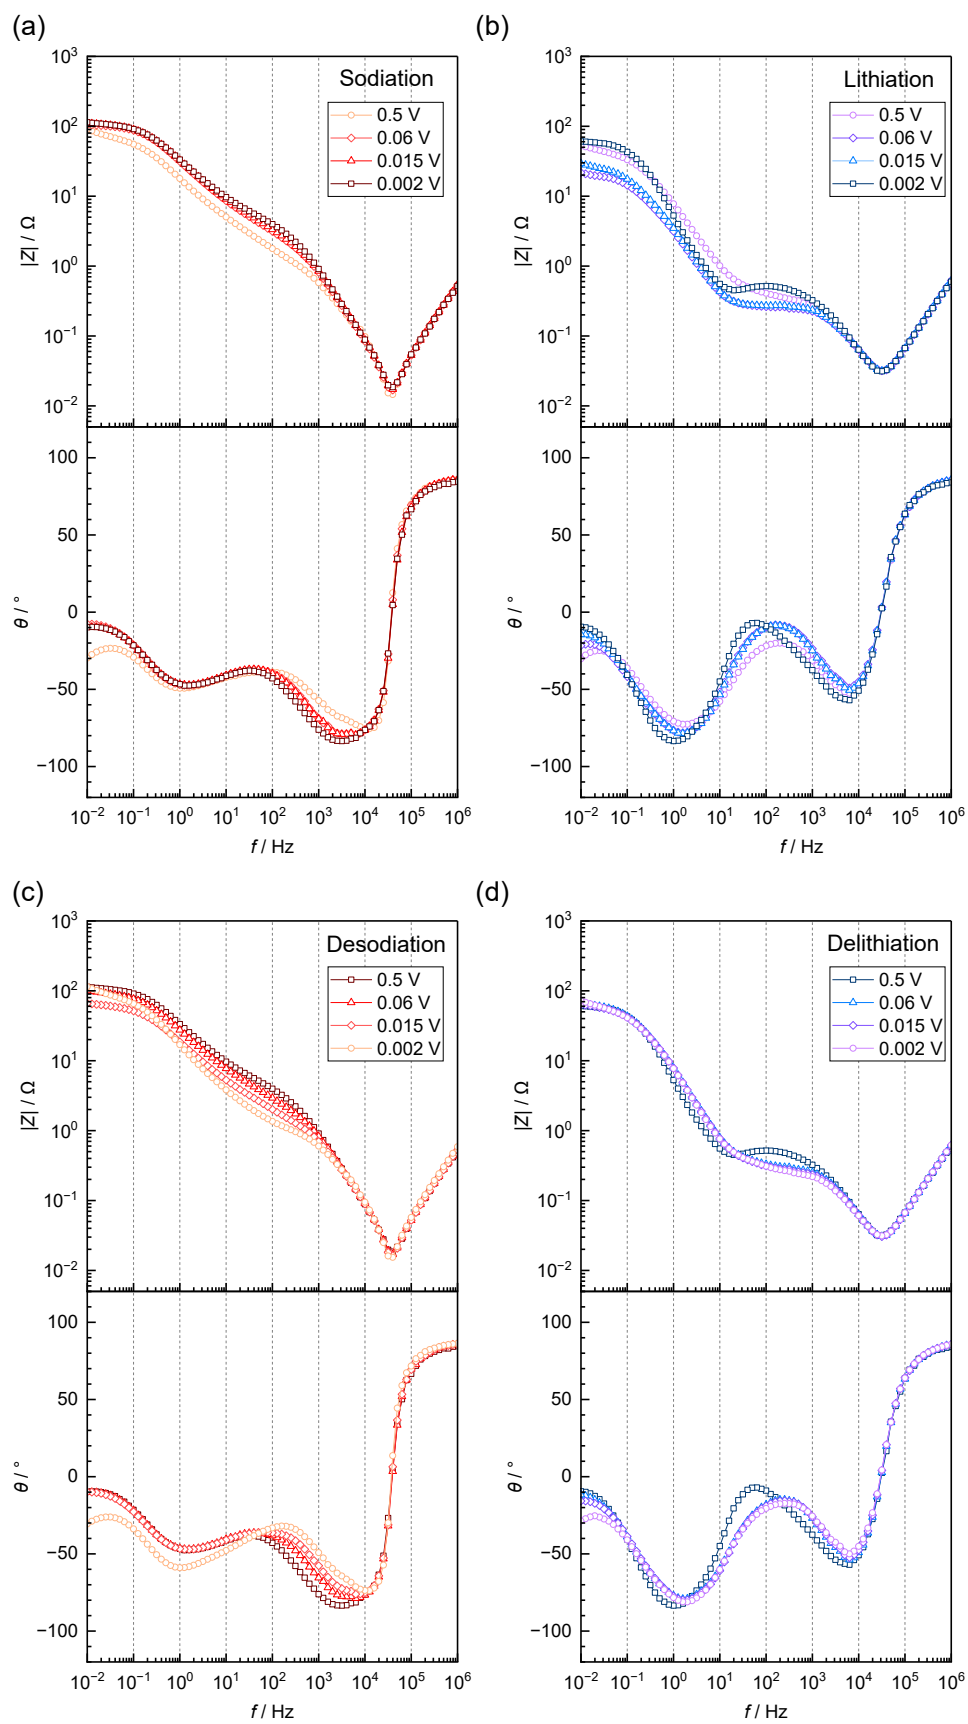 (a)
(b)
Sodiation
0.5 V
0.06 V
0.015 V
0.002 V
10³
10²
10¹
10⁰
10⁻¹
10⁻²
|Z| / Ω
100
50
0
−50
−100
θ / °
10⁻² 10⁻¹ 10⁰ 10¹ 10² 10³ 10⁴ 10⁵ 10⁶
f / Hz
Lithiation
0.5 V
0.06 V
0.015 V
0.002 V
10³
10²
10¹
10⁰
10⁻¹
10⁻²
|Z| / Ω
100
50
0
−50
−100
θ / °
10⁻² 10⁻¹ 10⁰ 10¹ 10² 10³ 10⁴ 10⁵ 10⁶
f / Hz
(c)
(d)
Desodiation
0.5 V
0.06 V
0.015 V
0.002 V
10³
10²
10¹
10⁰
10⁻¹
10⁻²
|Z| / Ω
100
50
0
−50
−100
θ / °
10⁻² 10⁻¹ 10⁰ 10¹ 10² 10³ 10⁴ 10⁵ 10⁶
f / Hz
Delithiation
0.5 V
0.06 V
0.015 V
0.002 V
10³
10²
10¹
10⁰
10⁻¹
10⁻²
|Z| / Ω
100
50
0
−50
−100
θ / °
10⁻² 10⁻¹ 10⁰ 10¹ 10² 10³ 10⁴ 10⁵ 10⁶
f / Hz